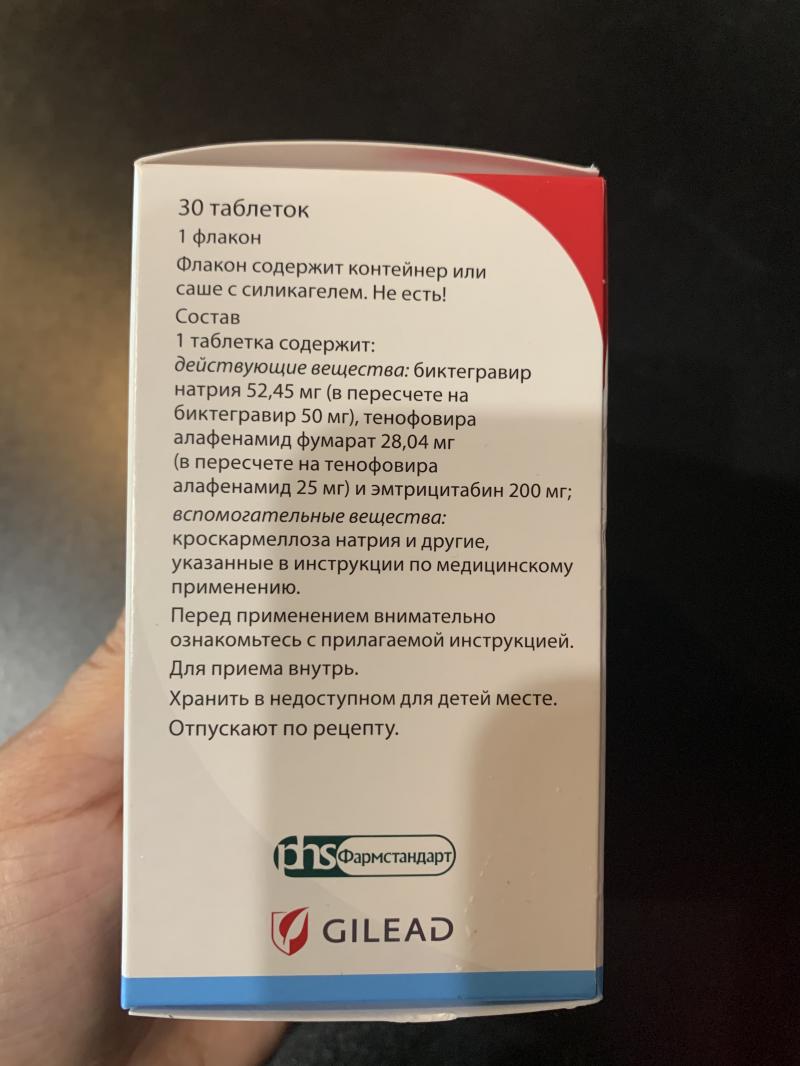 30 таблеток
1 флакон
Флакон содержит контейнер или
саше с силикагелем. Не есть!
Состав
1 таблетка содержит:
действующие вещества: биктегравир
натрия 52,45 мг (в пересчете на
биктегравир 50 мг), тенофовира
алафенамид фумарат 28,04 мг
(в пересчете на тенофовира
алафенамид 25 мг) и эмтрицитабин 200 мг;
вспомогательные вещества:
кроскармеллоза натрия и другие,
указанные в инструкции по медицинскому
применению.
Перед применением внимательно
ознакомьтесь с прилагаемой инструкцией.
Для приема внутрь.
Хранить в недоступном для детей месте.
Отпускают по рецепту.
phs Фармстандарт
GILEAD